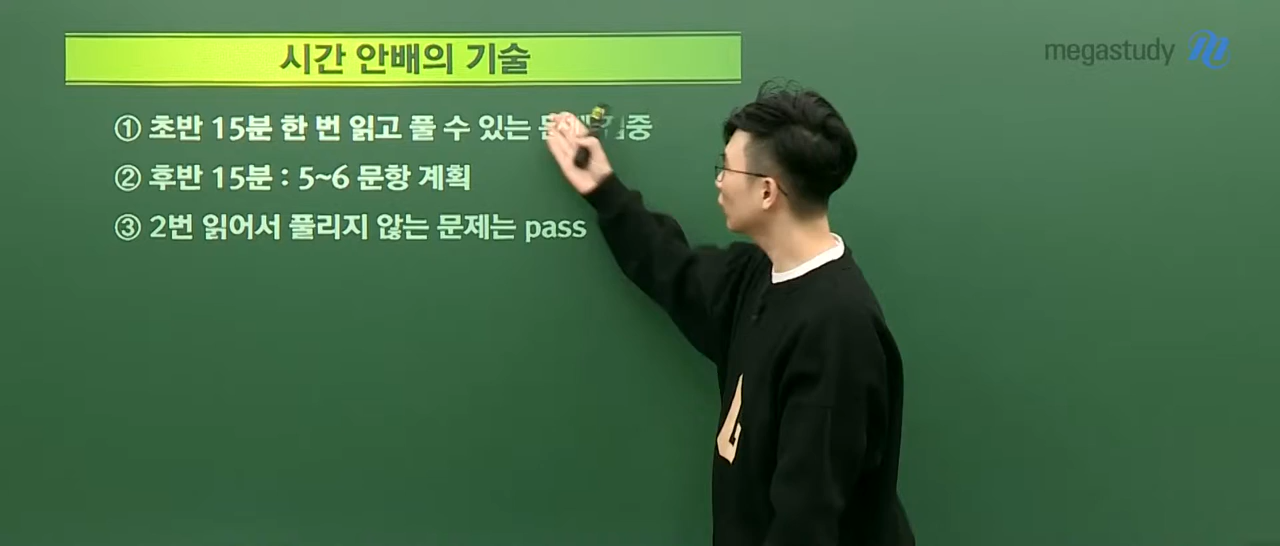 시간 안배의 기술
megastudy
① 초반 15분 한 번 읽고 풀 수 있는
② 후반 15분 : 5~6 문항 계획
③ 2번 읽어서 풀리지 않는 문제는 pass